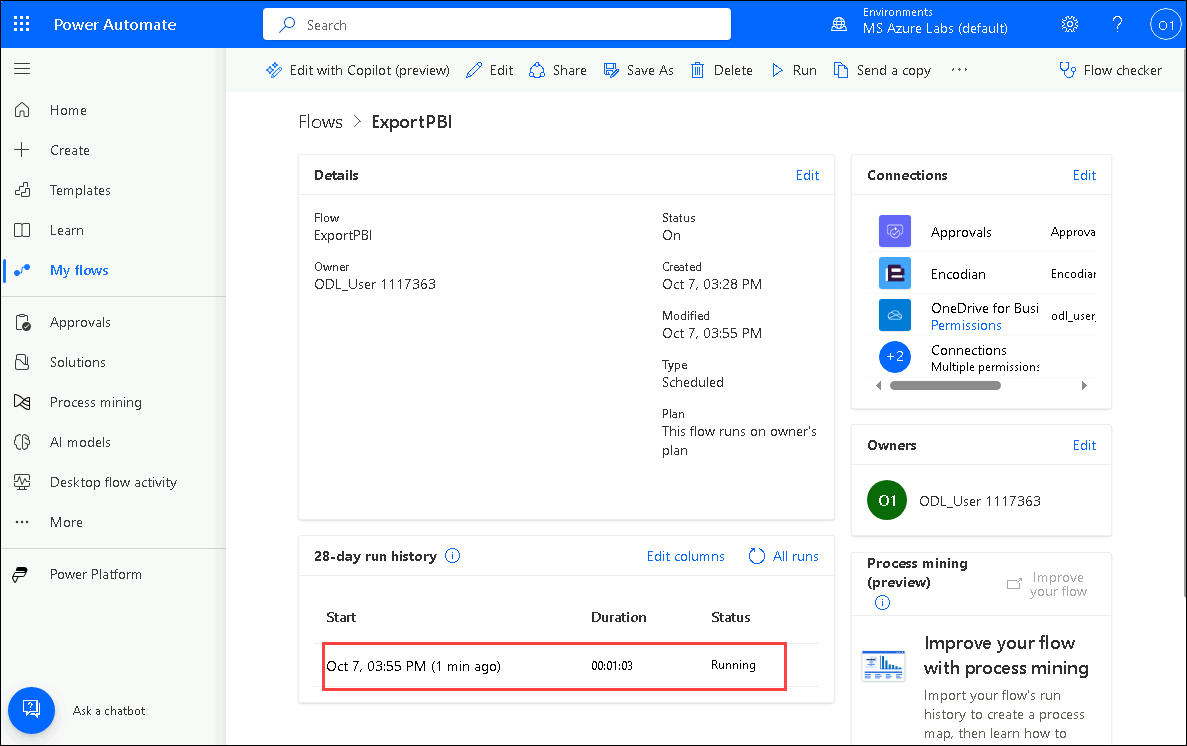 Power Automate
Search
Environments
MS Azure Labs (default)
?
O1
Edit with Copilot (preview)
Edit
Share
Save As
Delete
Run
Send a copy
···
Flow checker
Home
Create
Templates
Learn
My flows
Approvals
Solutions
Process mining
AI models
Desktop flow activity
More
Power Platform
Ask a chatbot
Flows > ExportPBI
Details
Edit
Flow
ExportPBI
Owner
ODL_User 1117363
Status
On
Created
Oct 7, 03:28 PM
Modified
Oct 7, 03:55 PM
Type
Scheduled
Plan
This flow runs on owner's
plan
28-day run history
Edit columns
All runs
Start Duration Status
Oct 7, 03:55 PM (1 min ago) 00:01:03 Running
Connections
Edit
Approvals Approva
Encodian Encodian
OneDrive for Busi odl_user_
Permissions
+2
Connections
Multiple permissions
Owners
Edit
O1
ODL_User 1117363
Process mining
(preview)
Improve
your flow
Improve your flow
with process mining
Import your flow's run
history to create a process
map, then learn how to